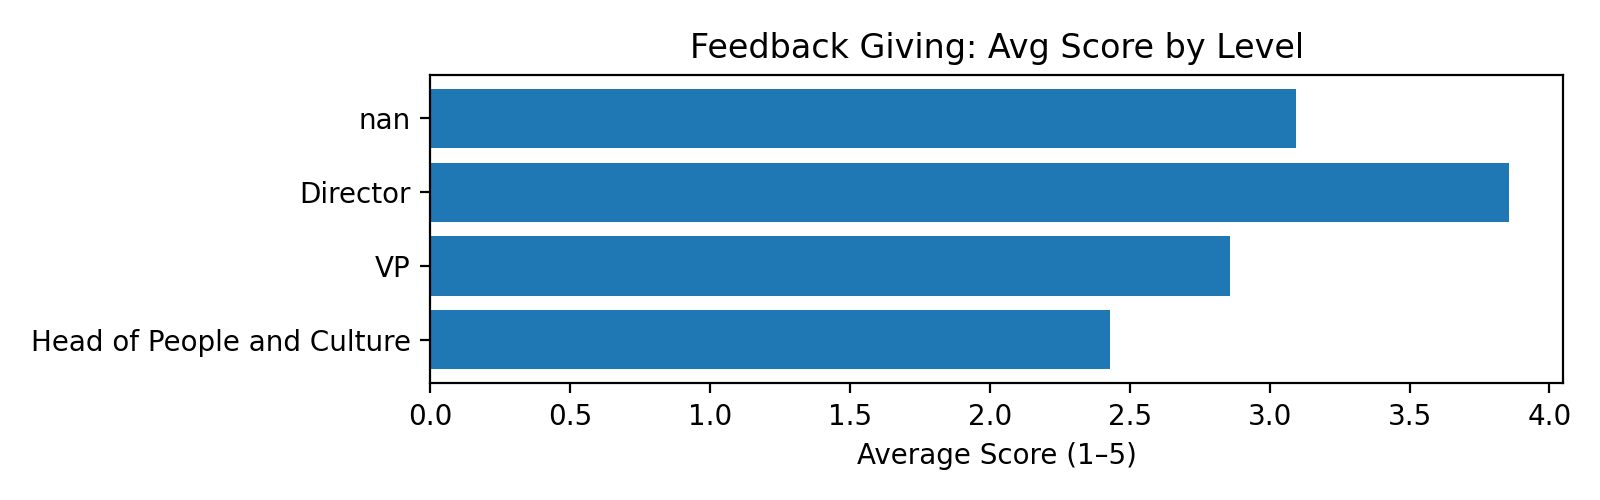 Feedback Giving: Avg Score by Level
nan
Director
VP
Head of People and Culture
0.0 0.5 1.0 1.5 2.0 2.5 3.0 3.5 4.0
Average Score (1–5)